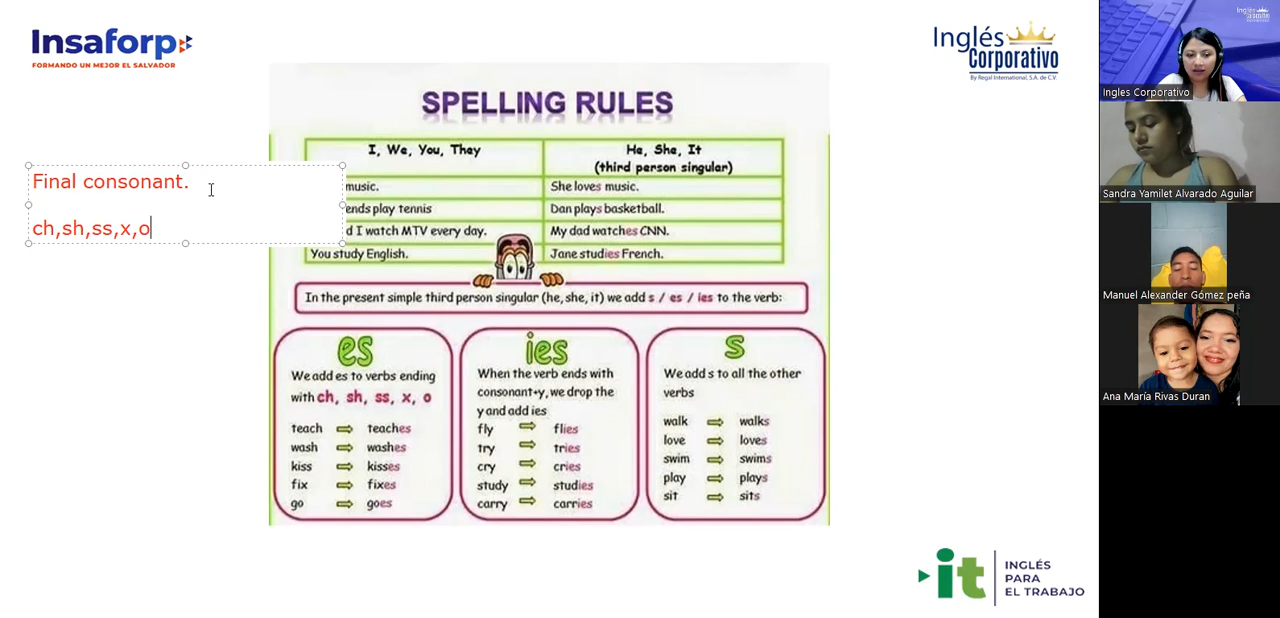 Insaforp
FORMANDO UN MEJOR EL SALVADOR
Inglés
Corporativo
By Regal International, S.A. de C.V.
SPELLING RULES
I, We, You, They
He, She, It
(third person singular)
music.
She loves music.
ends play tennis
Dan plays basketball.
d I watch MTV every day.
My dad watches CNN.
You study English.
Jane studies French.
Final consonant.
ch,sh,ss,x,o
In the present simple third person singular (he, she, it) we add s / es / ies to the verb:
es
We add es to verbs ending
with ch, sh, ss, x, o
teach teaches
wash washes
kiss kisses
fix fixes
go goes
ies
When the verb ends with
consonant+y, we drop the
y and add ies
fly flies
try tries
cry cries
study studies
carry carries
s
We add s to all the other
verbs
walk walks
love loves
swim swims
play plays
sit sits
it
INGLÉS
PARA
EL TRABAJO
Inglés
Corporativo
Ingles Corporativo
Sandra Yamilet Alvarado Aguilar
Manuel Alexander Gómez peña
Ana María Rivas Duran